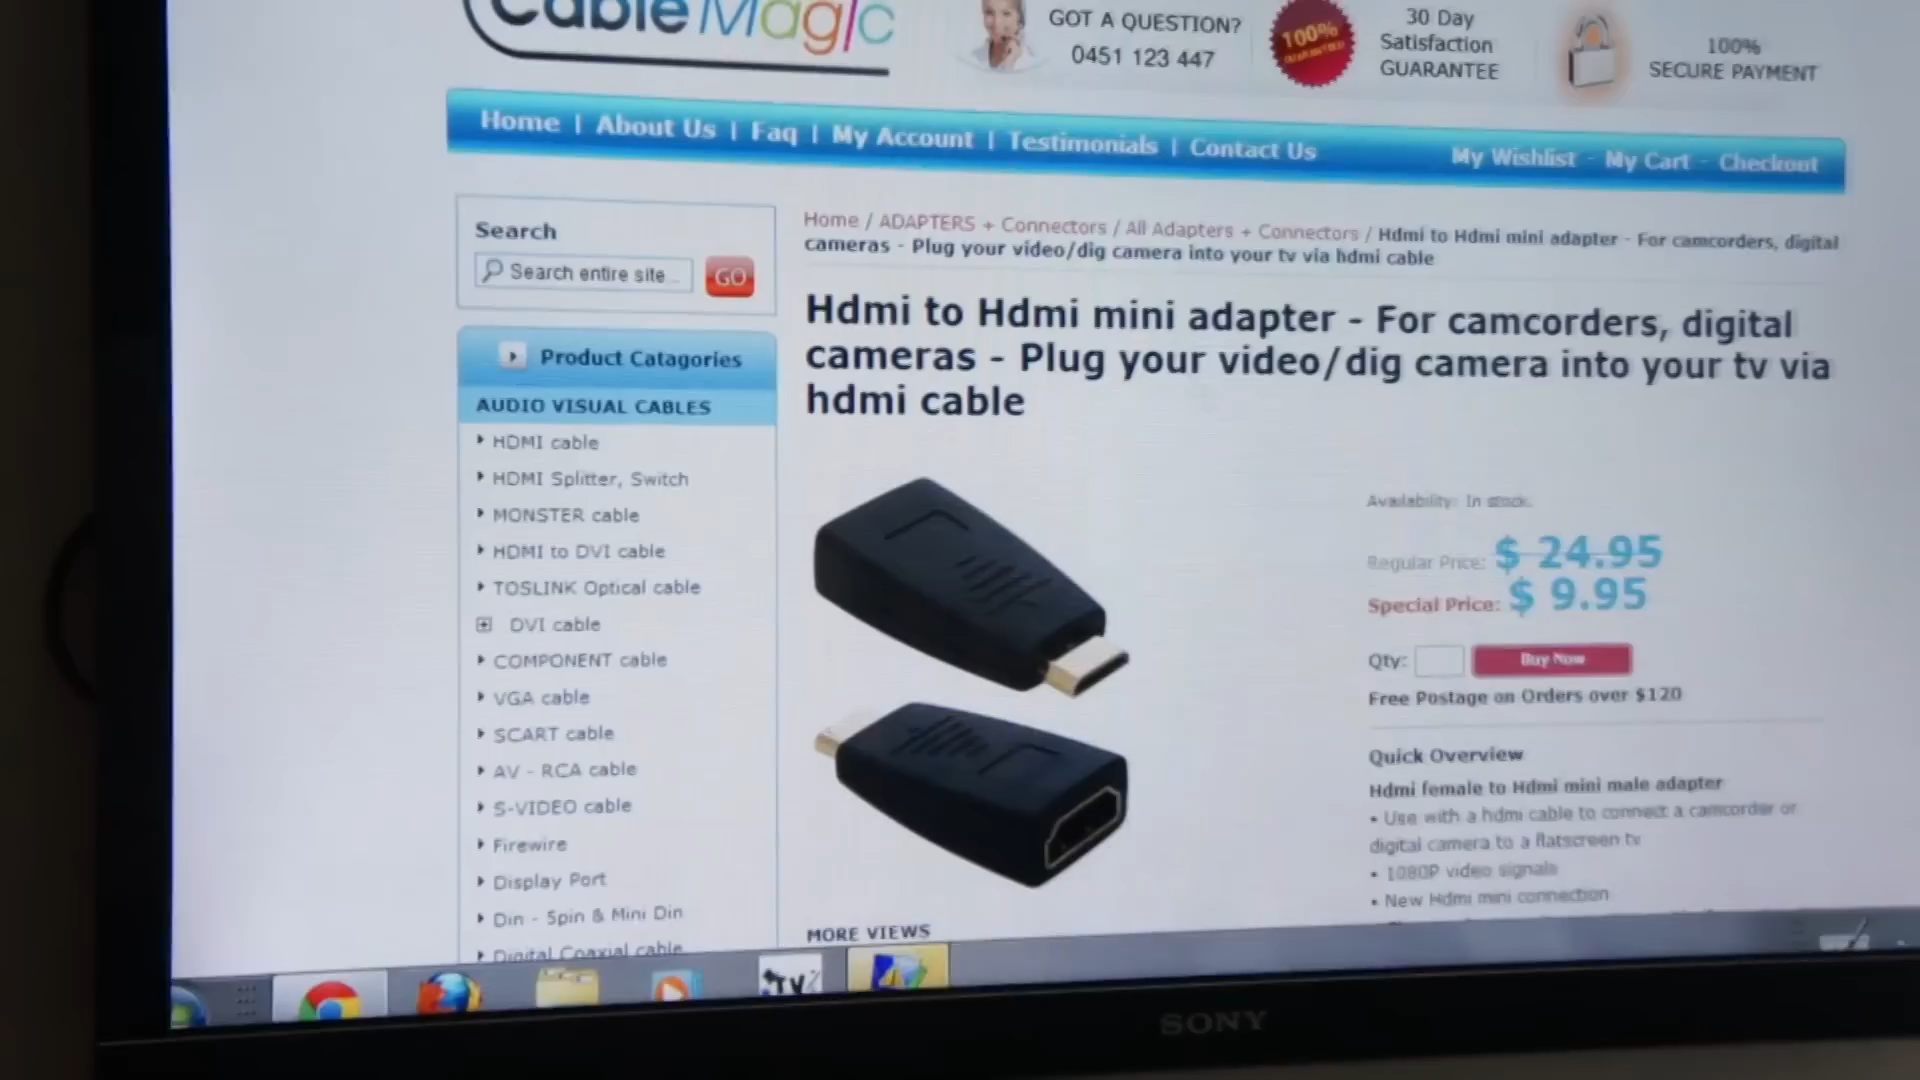 Cable Magic
GOT A QUESTION?
0451 123 447
100%
30 Day
Satisfaction
GUARANTEE
100%
SECURE PAYMENT
Home | About Us | Faq | My Account | Testimonials | Contact Us
My Wishlist - My Cart - Checkout
Search
Search entire site...
GO
Product Catagories
AUDIO VISUAL CABLES
HDMI cable
HDMI Splitter, Switch
MONSTER cable
HDMI to DVI cable
TOSLINK Optical cable
DVI cable
COMPONENT cable
VGA cable
SCART cable
AV - RCA cable
S-VIDEO cable
Firewire
Display Port
Din - 5pin & Mini Din
Digital Coaxial cable
Home / ADAPTERS + Connectors / All Adapters + Connectors / Hdmi to Hdmi mini adapter - For camcorders, digital
cameras - Plug your video/dig camera into your tv via hdmi cable
Hdmi to Hdmi mini adapter - For camcorders, digital
cameras - Plug your video/dig camera into your tv via
hdmi cable
Availability: In stock.
Regular Price: $ 24.95
Special Price: $ 9.95
Qty:
Buy Now
Free Postage on Orders over $120
Quick Overview
Hdmi female to Hdmi mini male adapter
• Use with a hdmi cable to connect a camcorder or
digital camera to a flatscreen tv
• 1080P video signals
• New Hdmi mini connection
MORE VIEWS
TV
SONY